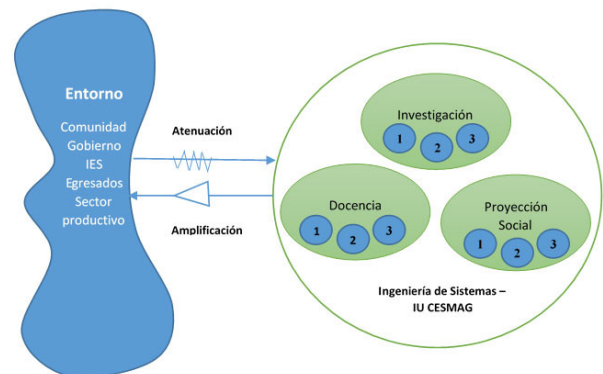 Entorno
Comunidad
Gobierno
IES
Egresados
Sector
productivo
Atenuación
Amplificación
Investigación
1 2 3
Docencia
1 2 3
Proyección
Social
1 2 3
Ingeniería de Sistemas –
IU CESMAG